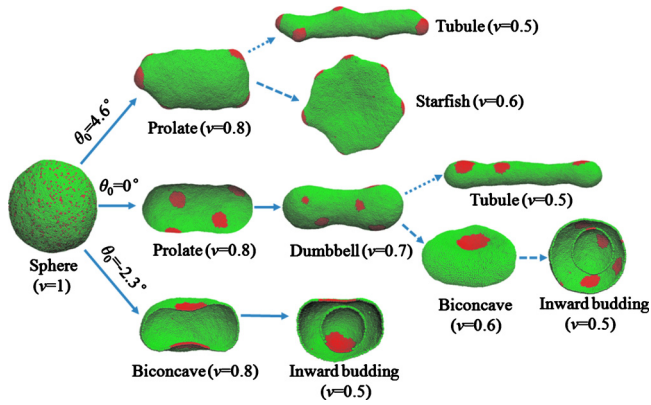 Tubule (ν=0.5)
θ₀=4.6°
Prolate (ν=0.8)
Starfish (ν=0.6)
θ₀=0°
Tubule
(ν=0.5)
Sphere
(ν=1)
Prolate (ν=0.8)
Dumbbell (ν=0.7)
θ₀=-2.3°
Biconcave
(ν=0.6)
Inward budding
(ν=0.5)
Biconcave (ν=0.8)
Inward budding
(ν=0.5)